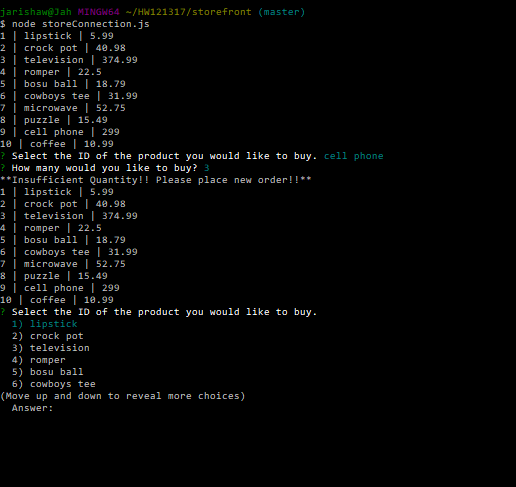 jarishaw@Jah MINGW64 ~/HW121317/storefront (master)
$ node storeConnection.js
1 | lipstick | 5.99
2 | crock pot | 40.98
3 | television | 374.99
4 | romper | 22.5
5 | bosu ball | 18.79
6 | cowboys tee | 31.99
7 | microwave | 52.75
8 | puzzle | 15.49
9 | cell phone | 299
10 | coffee | 10.99
? Select the ID of the product you would like to buy. cell phone
? How many would you like to buy? 3
**Insufficient Quantity!! Please place new order!!**
1 | lipstick | 5.99
2 | crock pot | 40.98
3 | television | 374.99
4 | romper | 22.5
5 | bosu ball | 18.79
6 | cowboys tee | 31.99
7 | microwave | 52.75
8 | puzzle | 15.49
9 | cell phone | 299
10 | coffee | 10.99
? Select the ID of the product you would like to buy.
1) lipstick
2) crock pot
3) television
4) romper
5) bosu ball
6) cowboys tee
(Move up and down to reveal more choices)
Answer: